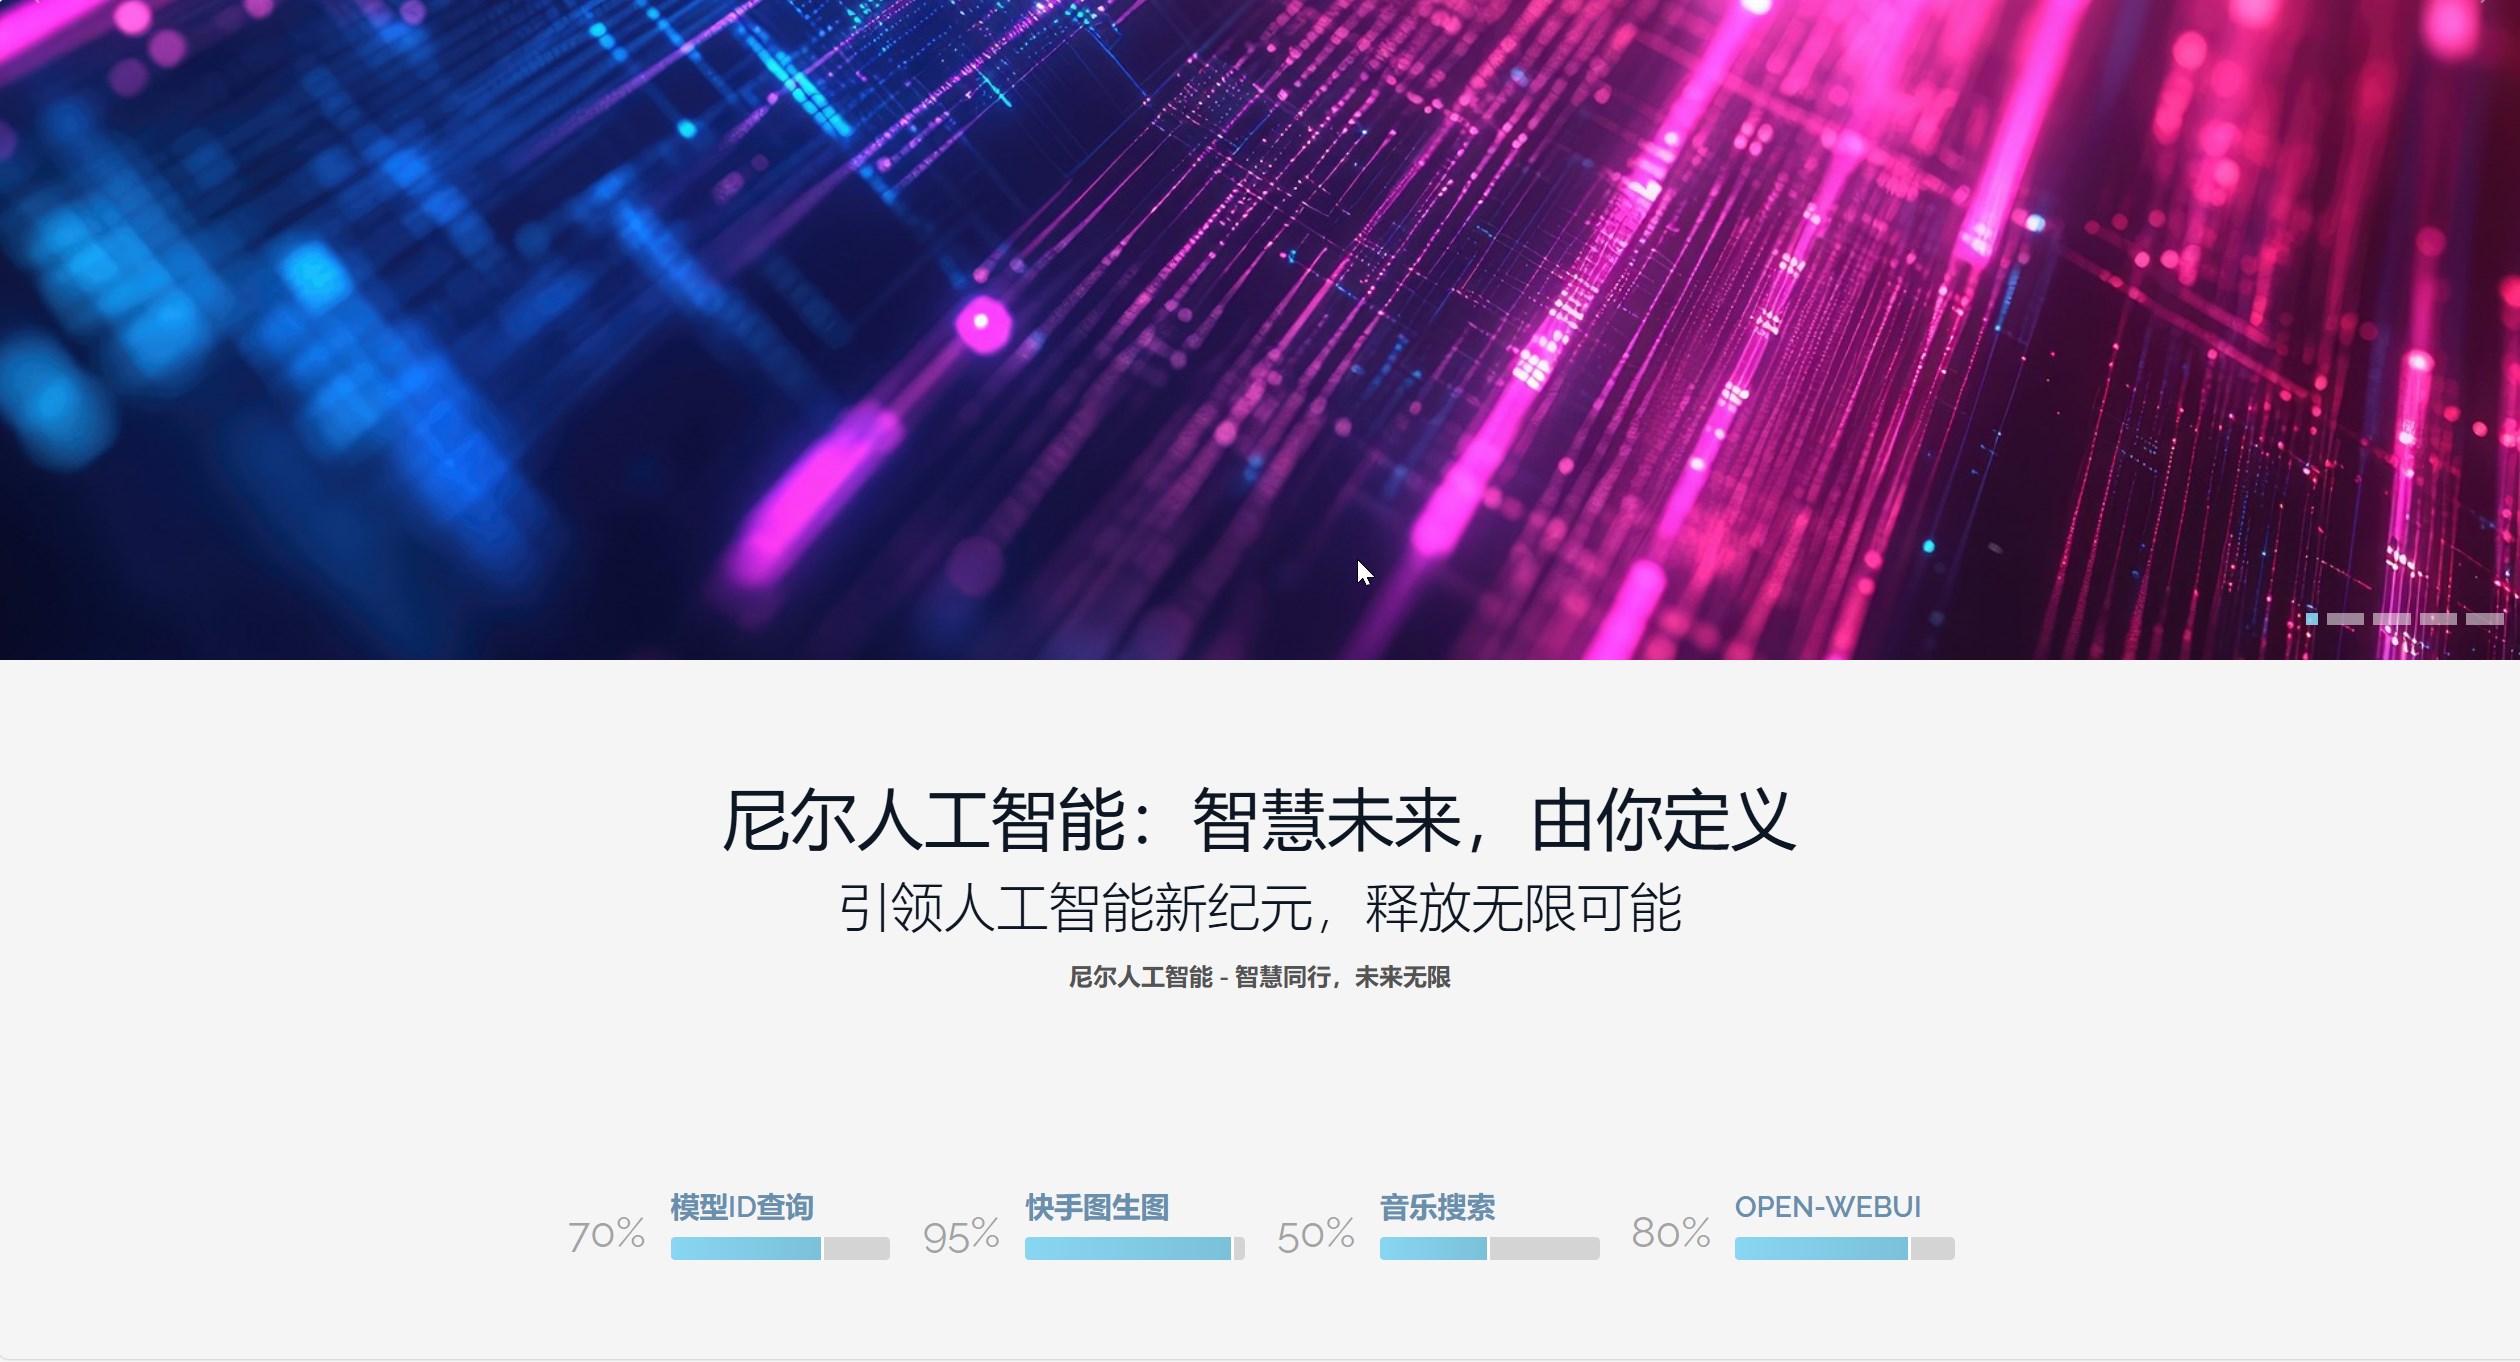 尼尔人工智能：智慧未来，由你定义
引领人工智能新纪元，释放无限可能
尼尔人工智能 - 智慧同行，未来无限
70% 模型ID查询
95% 快手图生图
50% 音乐搜索
80% OPEN-WEBUI